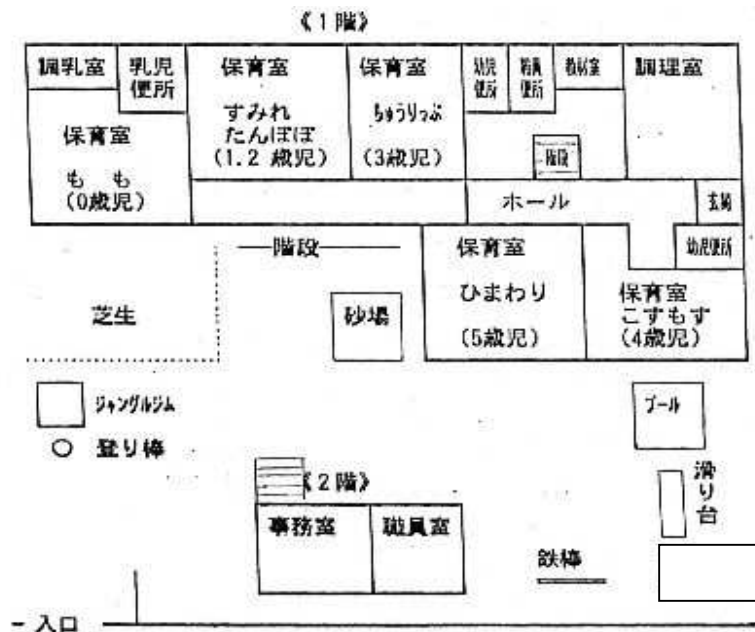 《1階》
調乳室
乳児
便所
保育室
すみれ
たんぽぽ
(1.2 歳児)
保育室
ちゅうりっぷ
(3歳児)
幼児
便所
職員
便所
教材室
調理室
保育室
もも
(0歳児)
階段
ホール
玄関
幼児便所
階段
保育室
ひまわり
(5歳児)
保育室
こすもす
(4歳児)
芝生
砂場
ジャングルジム
登り棒
プール
滑り台
《2階》
事務室
職員室
鉄棒
入口